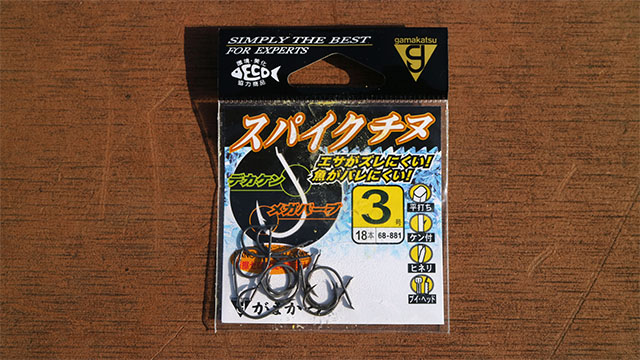 SIMPLY THE BEST
FOR EXPERTS
gamakatsu
g
環境・美化
DECO
協力商品
スパイクチヌ
エサがズレにくい!
魚がバレにくい!
デカケン
メガバーブ
3号
18本 68-881
平打ち
ケン付
ヒネリ
ブイ・ヘッド
がまか